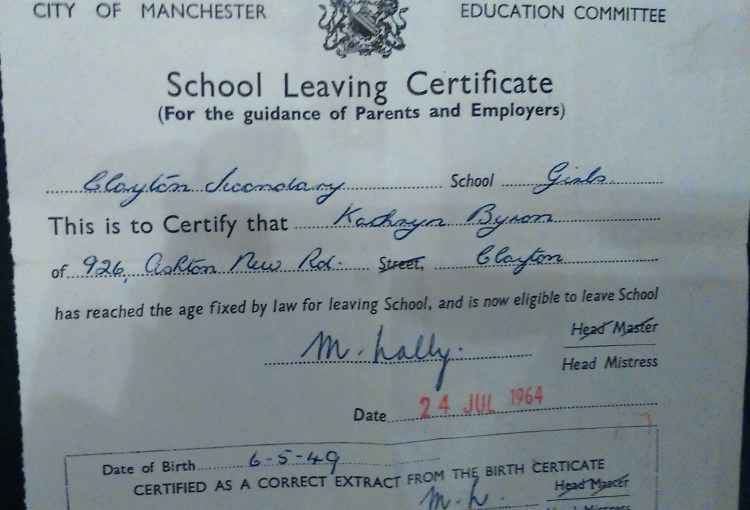 CITY OF MANCHESTER EDUCATION COMMITTEE
School Leaving Certificate
(For the guidance of Parents and Employers)
Clayton Secondary School Girls
This is to Certify that Kathryn Byrom
of 926, Ashton New Rd. Street, Clayton
has reached the age fixed by law for leaving School, and is now eligible to leave School
Head Master
M. Lally.
Head Mistress
Date 24 JUL 1964
Date of Birth 6-5-49
CERTIFIED AS A CORRECT EXTRACT FROM THE BIRTH CERTICATE
M. L. Head Master
Head Mistress